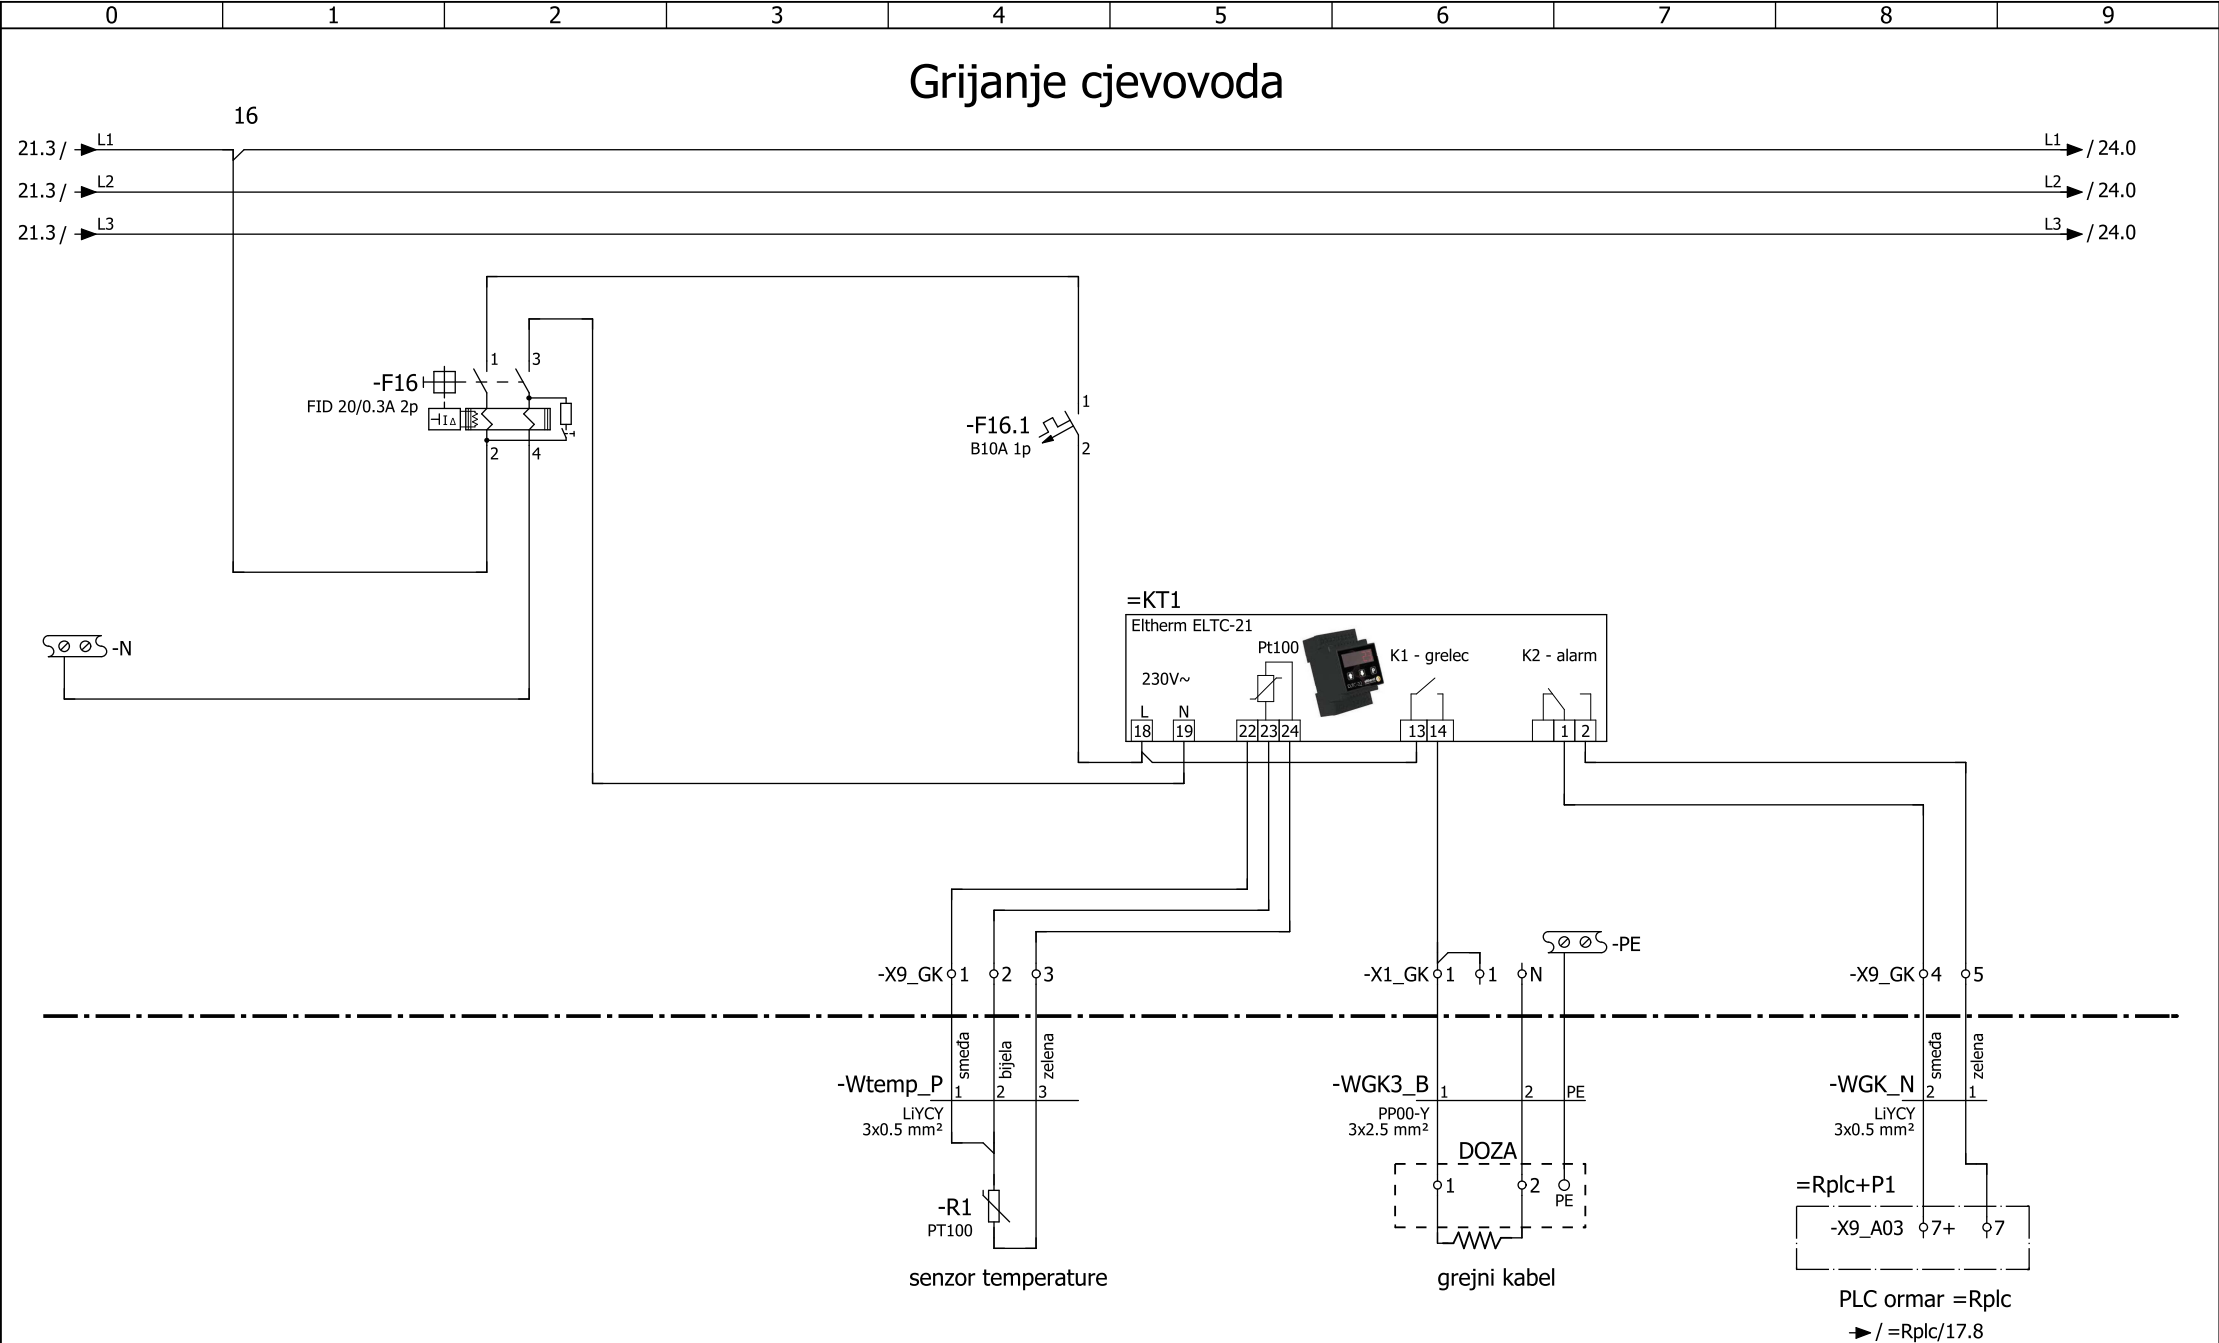 0 1 2 3 4 5 6 7 8 9
Grijanje cjevovoda
16
21.3 / L1 L1 / 24.0
21.3 / L2 L2 / 24.0
21.3 / L3 L3 / 24.0
1 3
-F16
FID 20/0.3A 2p
I Δ
2 4
1
-F16.1
B10A 1p
2
=KT1
Eltherm ELTC-21
-N
Pt100
K1 - grelec
K2 - alarm
230V~
L N
18 19 22 23 24 13 14 1 2
-PE
-X9_GK 1 2 3
-X1_GK 1 1 N
-X9_GK 4 5
smeđa
bijela
zelena
smeđa
zelena
-Wtemp_P 1 2 3
LiYCY
3x0.5 mm²
-WGK3_B 1 2 PE
PP00-Y
3x2.5 mm²
-WGK_N 2 1
LiYCY
3x0.5 mm²
DOZA
1 2 PE
-R1
PT100
=Rplc+P1
-X9_A03 7+ 7
senzor temperature
grejni kabel
PLC ormar =Rplc
/ =Rplc/17.8